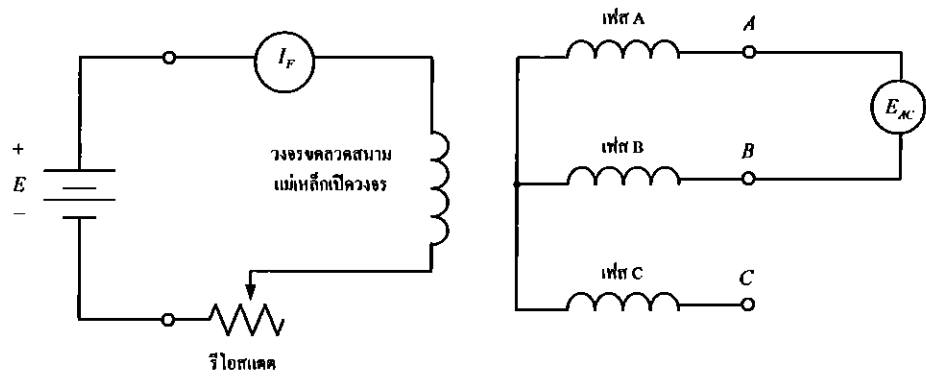 เฟส A
A
I_F
E_AC
+
E
−
วงจรขดลวดสนาม
แม่เหล็กเปิดวงจร
เฟส B
B
เฟส C
C
รีโอสแตต